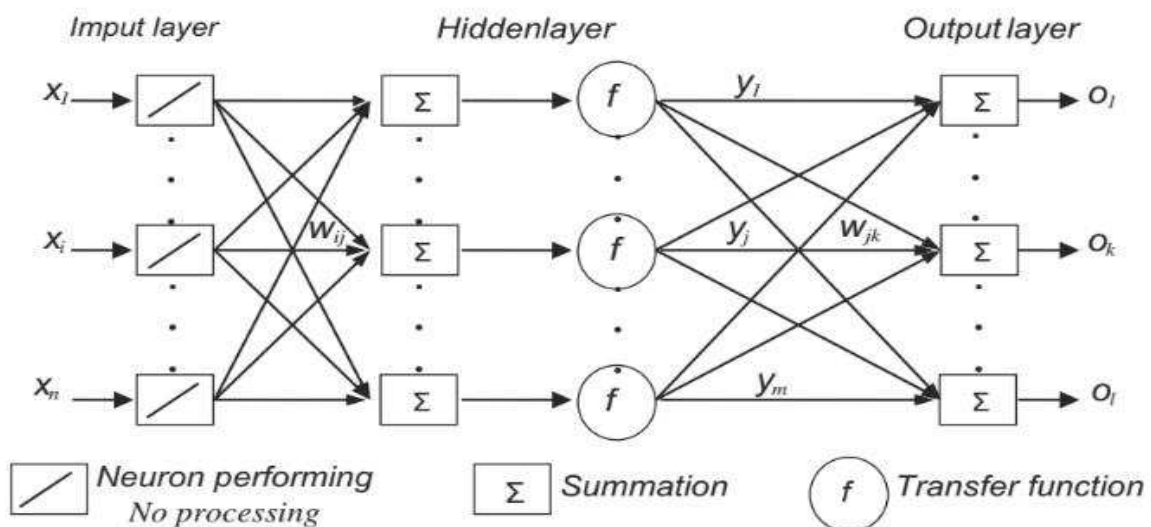 Imput layer Hiddenlayer Output layer
x1 Σ f y1 Σ o1
xi wij Σ f yj wjk Σ ok
xn Σ f ym Σ ol
Neuron performing Σ Summation f Transfer function
No processing